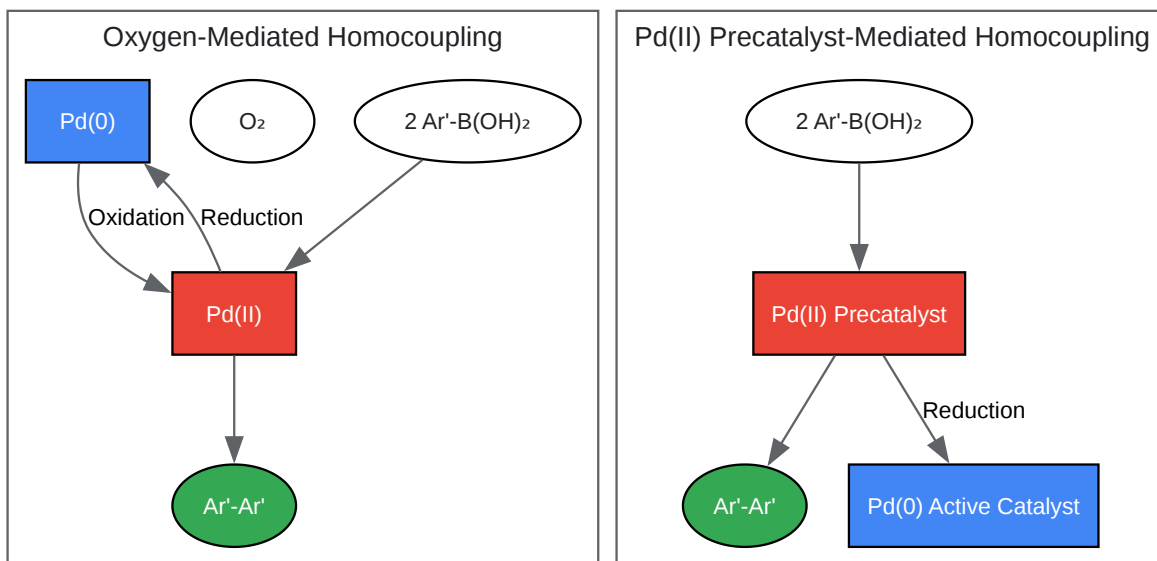 Oxygen-Mediated Homocoupling
Pd(0)
O₂
2 Ar'-B(OH)₂
Oxidation
Reduction
Pd(II)
Ar'-Ar'
Pd(II) Precatalyst-Mediated Homocoupling
2 Ar'-B(OH)₂
Pd(II) Precatalyst
Reduction
Ar'-Ar'
Pd(0) Active Catalyst